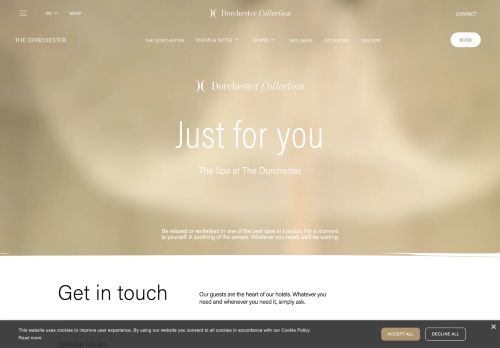 EN
SHOP
Dorchester Collection
CONTACT
THE DORCHESTER
THE DORCHESTER
ROOMS & SUITES
DINING
WELLNESS
OCCASIONS
GALLERY
BOOK
Dorchester Collection
Just for you
The Spa at The Dorchester
Be relaxed or revitalised in one of the best spas in London. For a moment
to yourself. A soothing of the senses. Whatever you need, we'll be waiting.
Get in touch
Our guests are the heart of our hotels. Whatever you
need and whenever you need it, simply ask.
This website uses cookies to improve user experience. By using our website you consent to all cookies in accordance with our Cookie Policy.
Read more
ACCEPT ALL
DECLINE ALL
OPENING HOURS